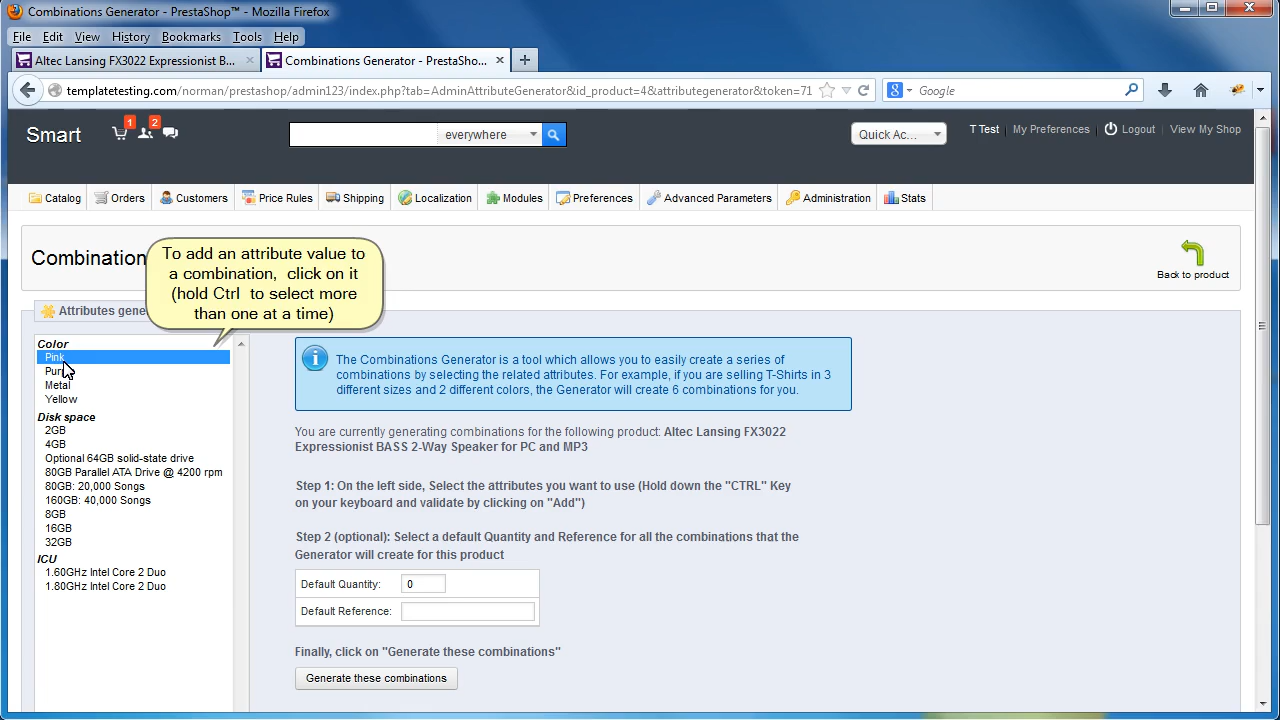 Combinations Generator - PrestaShop™ - Mozilla Firefox
File Edit View History Bookmarks Tools Help
Altec Lansing FX3022 Expressionist B...
Combinations Generator - PrestaSho...
templatetesting.com/roman/prestashop/admin123/index.php?tab=AdminAttributeGenerator&id_product=4&attributegenerator&token=71
Google
Smart
1
2
everywhere
Quick Ac...
T Test My Preferences Logout View My Shop
Catalog Orders Customers Price Rules Shipping Localization Modules Preferences Advanced Parameters Administration Stats
Combination
Back to product
To add an attribute value to
a combination, click on it
(hold Ctrl to select more
than one at a time)
Attributes gene
Color
Pink
Metal
Yellow
Disk space
2GB
4GB
Optional 64GB solid-state drive
80GB Parallel ATA Drive @ 4200 rpm
80GB: 20,000 Songs
160GB: 40,000 Songs
8GB
16GB
32GB
ICU
1.60GHz Intel Core 2 Duo
1.80GHz Intel Core 2 Duo
The Combinations Generator is a tool which allows you to easily create a series of
combinations by selecting the related attributes. For example, if you are selling T-Shirts in 3
different sizes and 2 different colors, the Generator will create 6 combinations for you.
You are currently generating combinations for the following product: Altec Lansing FX3022
Expressionist BASS 2-Way Speaker for PC and MP3
Step 1: On the left side, Select the attributes you want to use (Hold down the "CTRL" Key
on your keyboard and validate by clicking on "Add")
Step 2 (optional): Select a default Quantity and Reference for all the combinations that the
Generator will create for this product
Default Quantity: 0
Default Reference:
Finally, click on "Generate these combinations"
Generate these combinations